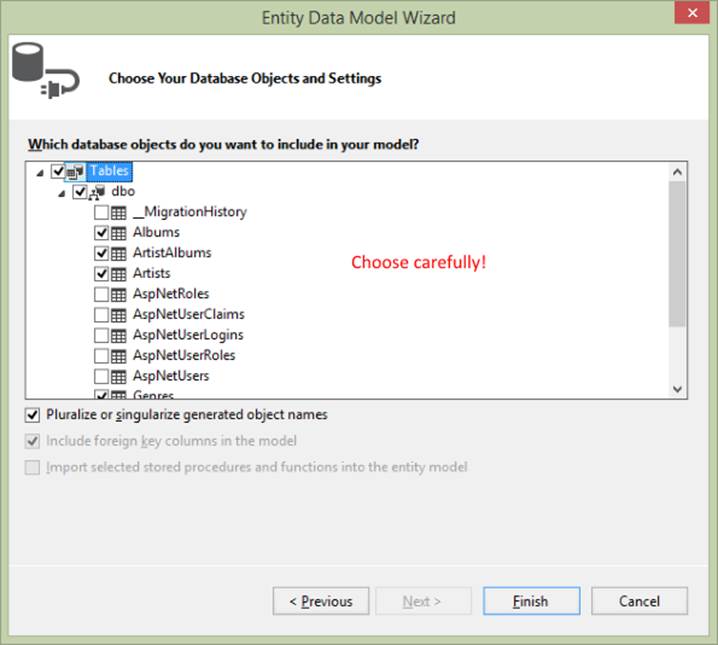 Entity Data Model Wizard
Choose Your Database Objects and Settings
Which database objects do you want to include in your model?
Tables
dbo
__MigrationHistory
Albums
ArtistAlbums
Artists
AspNetRoles
AspNetUserClaims
AspNetUserLogins
AspNetUserRoles
AspNetUsers
Genres
Choose carefully!
Pluralize or singularize generated object names
Include foreign key columns in the model
Import selected stored procedures and functions into the entity model
< Previous
Next >
Finish
Cancel